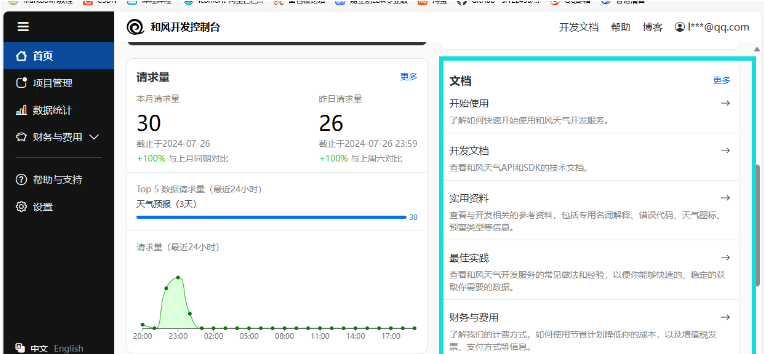 CSDN
和风开发控制台
开发文档
帮助
博客
l***@qq.com
首页
项目管理
数据统计
财务与费用
帮助与支持
设置
中文 English
请求量
更多
本月请求量
昨日请求量
30
26
截止于2024-07-26
截止于2024-07-26 23:59
+100% 与上月同期对比
+100% 与上周六对比
Top 5 数据请求量（最近24小时）
天气预报（3天）
30
请求量（最近24小时）
20:00
23:00
02:00
05:00
08:00
11:00
14:00
17:00
文档
更多
开始使用
了解如何快速开始使用和风天气开发服务。
开发文档
查看和风天气API和SDK的技术文档。
实用资料
查看与开发相关的参考资料，包括专用名词解释、错误代码、天气图标、
预警类型等信息。
最佳实践
查看和风天气开发服务的常见做法和经验，以便你能够快速的、稳定的获
取你需要的数据。
财务与费用
了解我们的计费方式，如何使用节省计划降低你的成本，以及增值税发
票、支付方式等信息。